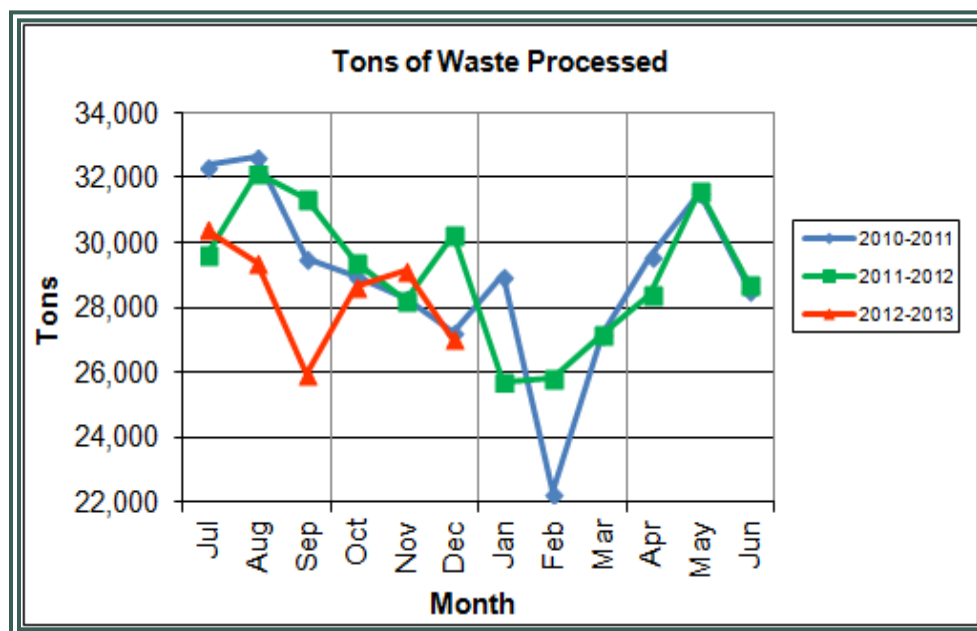 Tons of Waste Processed
34,000
32,000
30,000
28,000
26,000
24,000
22,000
Tons
Jul
Aug
Sep
Oct
Nov
Dec
Jan
Feb
Mar
Apr
May
Jun
Month
2010-2011
2011-2012
2012-2013